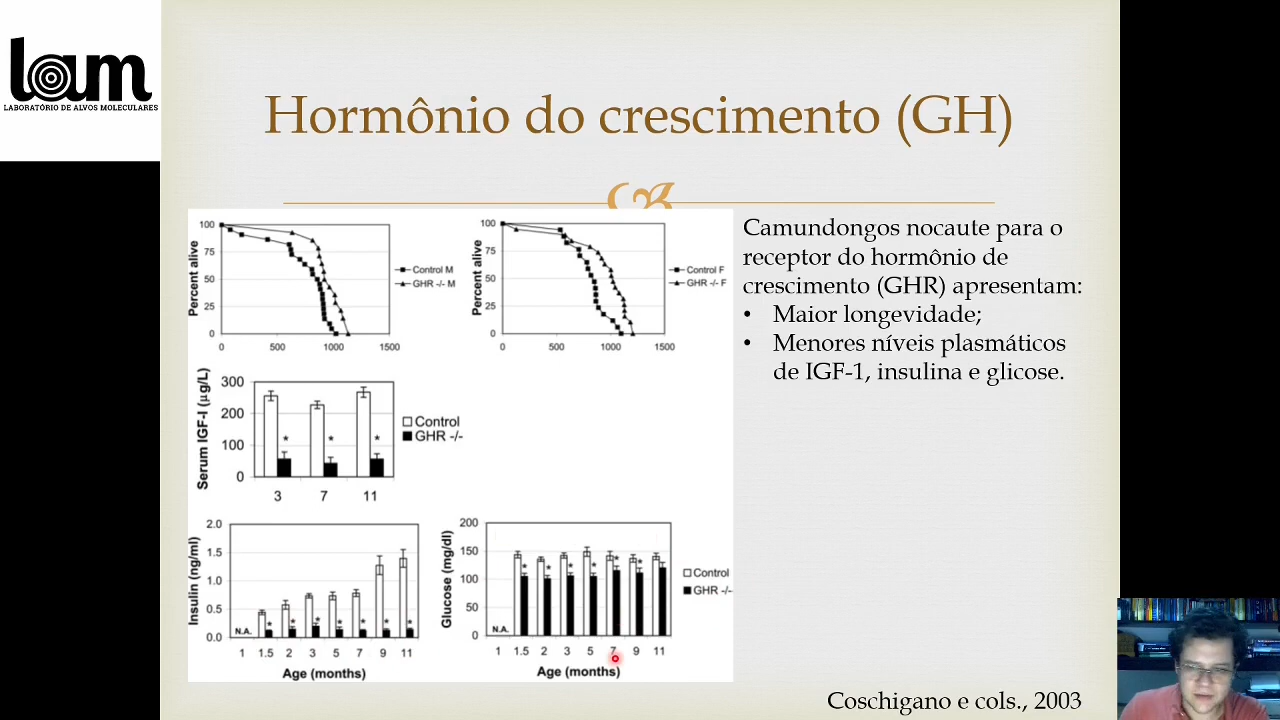 lam
LABORATÓRIO DE ALVOS MOLECULARES
Hormônio do crescimento (GH)
Camundongos nocaute para o
receptor do hormônio de
crescimento (GHR) apresentam:
• Maior longevidade;
• Menores níveis plasmáticos
de IGF-1, insulina e glicose.
Percent alive
100
75
50
25
0
0 500 1000 1500
Control M
GHR -/- M
Percent alive
100
75
50
25
0
0 500 1000 1500
Control F
GHR -/- F
Serum IGF-I (µg/L)
300
200
100
0
* * *
3 7 11
Control
GHR -/-
Insulin (ng/ml)
2.0
1.5
1.0
0.5
0.0
N.A. * * * * * * *
1 1.5 2 3 5 7 9 11
Age (months)
Glucose (mg/dl)
200
150
100
50
0
N.A. * * * * * *
1 1.5 2 3 5 7 9 11
Age (months)
Control
GHR -/-
Coschigano e cols., 2003